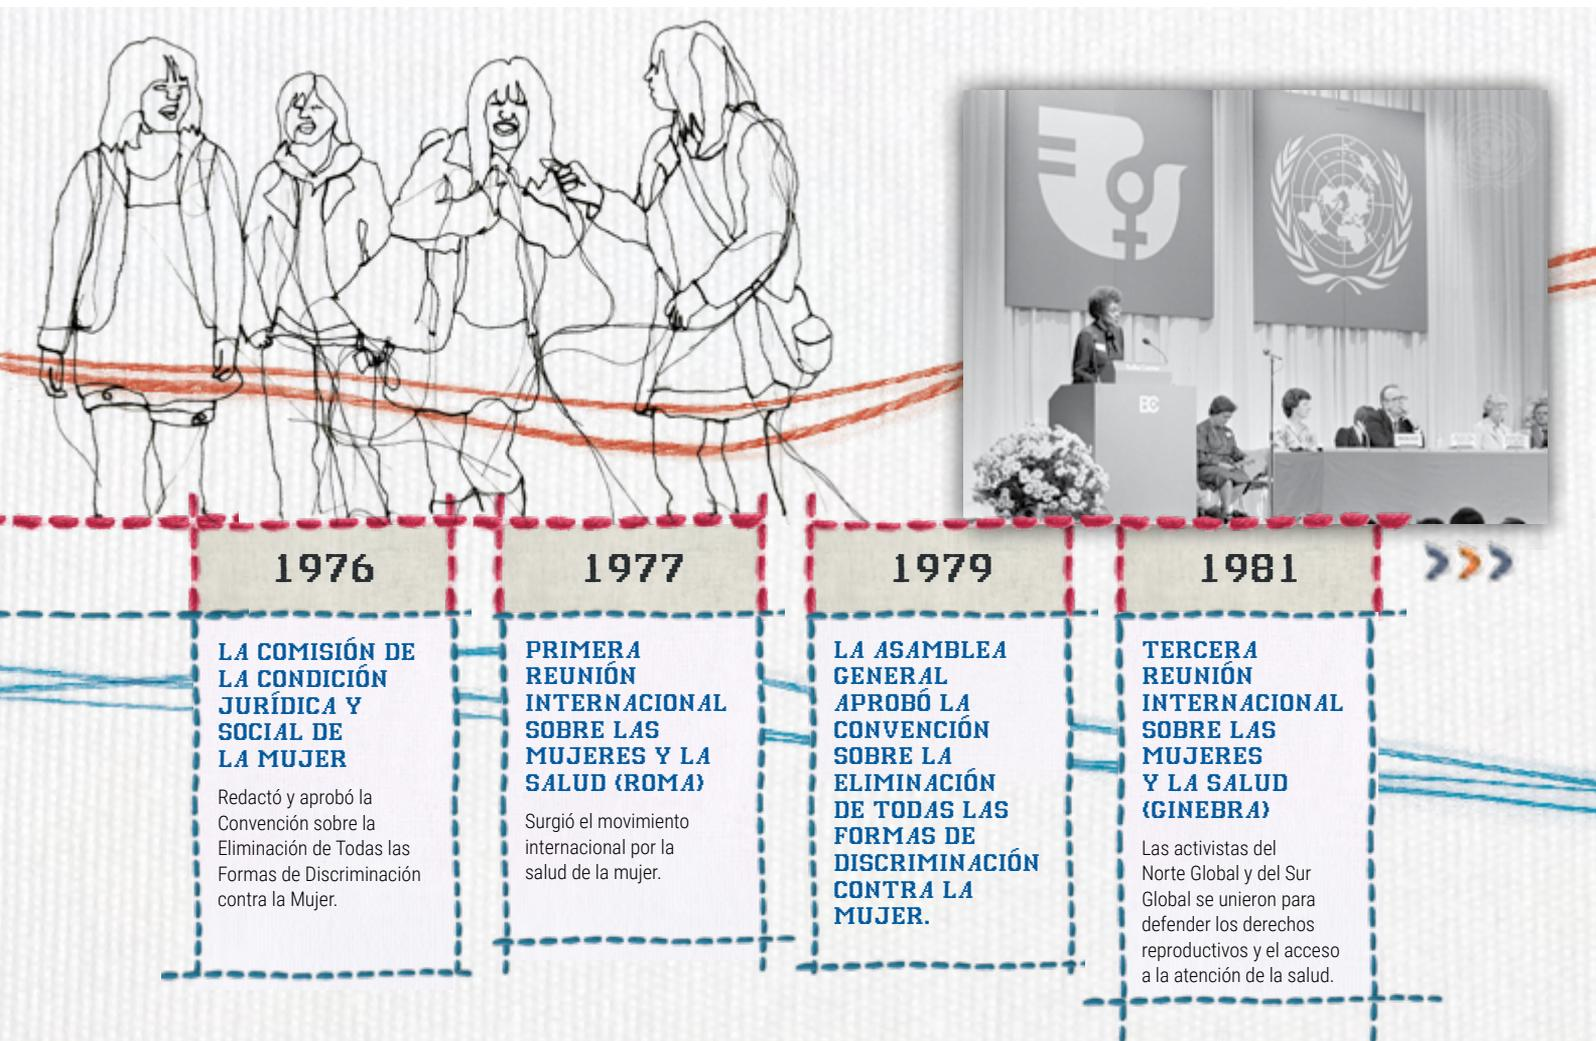 BC
1976
LA COMISIÓN DE
LA CONDICIÓN
JURÍDICA Y
SOCIAL DE
LA MUJER
Redactó y aprobó la
Convención sobre la
Eliminación de Todas las
Formas de Discriminación
contra la Mujer.
1977
PRIMERA
REUNIÓN
INTERNACIONAL
SOBRE LAS
MUJERES Y LA
SALUD (ROMA)
Surgió el movimiento
internacional por la
salud de la mujer.
1979
LA ASAMBLEA
GENERAL
APROBÓ LA
CONVENCIÓN
SOBRE LA
ELIMINACIÓN
DE TODAS LAS
FORMAS DE
DISCRIMINACIÓN
CONTRA LA
MUJER.
1981
TERCERA
REUNIÓN
INTERNACIONAL
SOBRE LAS
MUJERES
Y LA SALUD
(GINEBRA)
Las activistas del
Norte Global y del Sur
Global se unieron para
defender los derechos
reproductivos y el acceso
a la atención de la salud.